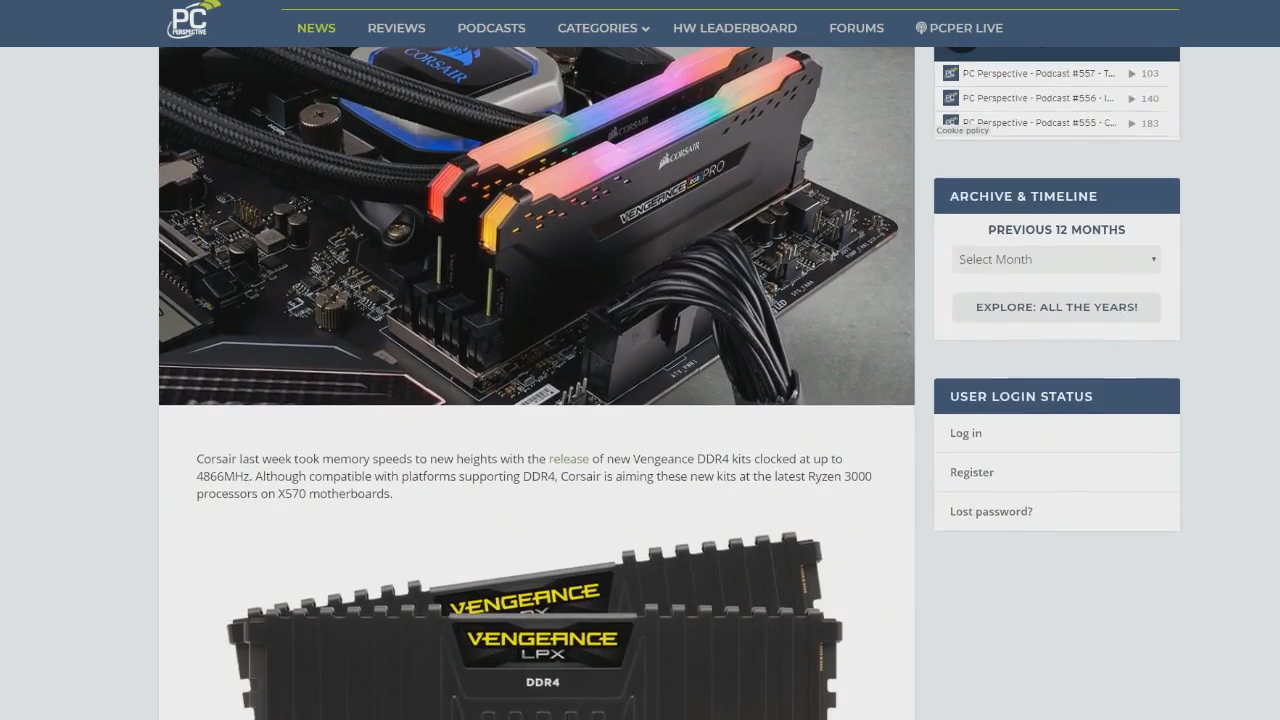 PC
PERSPECTIVE
NEWS
REVIEWS
PODCASTS
CATEGORIES
HW LEADERBOARD
FORUMS
PCPER LIVE
CORSAIR
CORSAIR
CORSAIR
VENGEANCE RGB PRO
PC Perspective - Podcast #557 - T... 103
PC Perspective - Podcast #556 - I... 140
PC Perspective - Podcast #555 - C... 183
Cookie policy
ARCHIVE & TIMELINE
PREVIOUS 12 MONTHS
Select Month
EXPLORE: ALL THE YEARS!
USER LOGIN STATUS
Log in
Register
Lost password?
Corsair last week took memory speeds to new heights with the release of new Vengeance DDR4 kits clocked at up to
4866MHz. Although compatible with platforms supporting DDR4, Corsair is aiming these new kits at the latest Ryzen 3000
processors on X570 motherboards.
VENGEANCE
VENGEANCE
LPX
DDR4